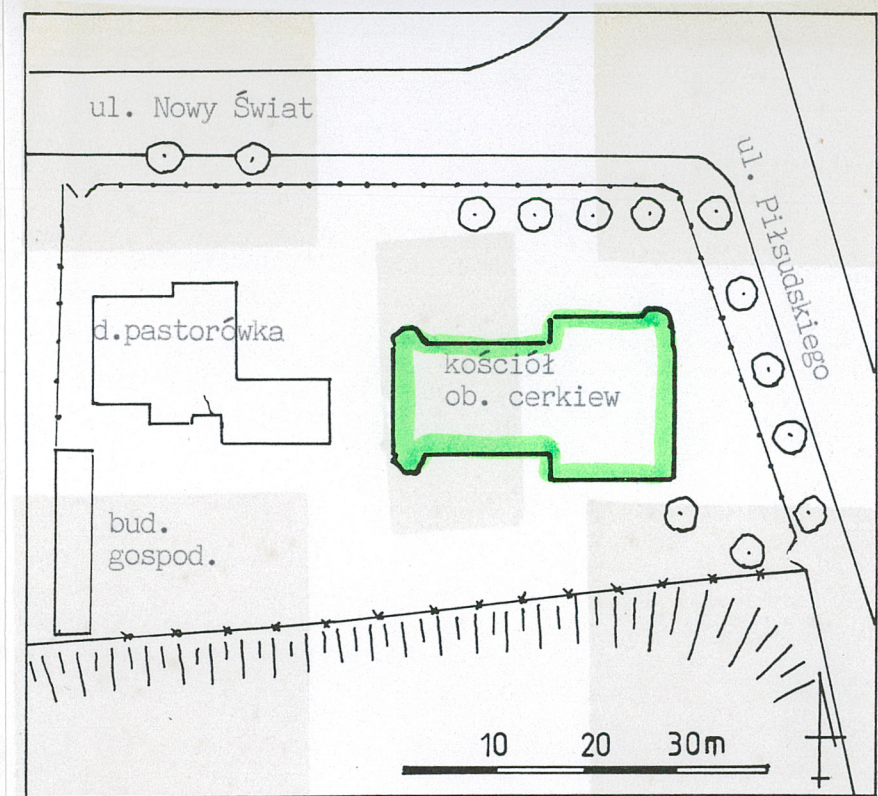 ul. Nowy Świat
ul. Piłsudskiego
d.pastorówka
kościół
ob. cerkiew
bud.
gospod.
10 20 30m